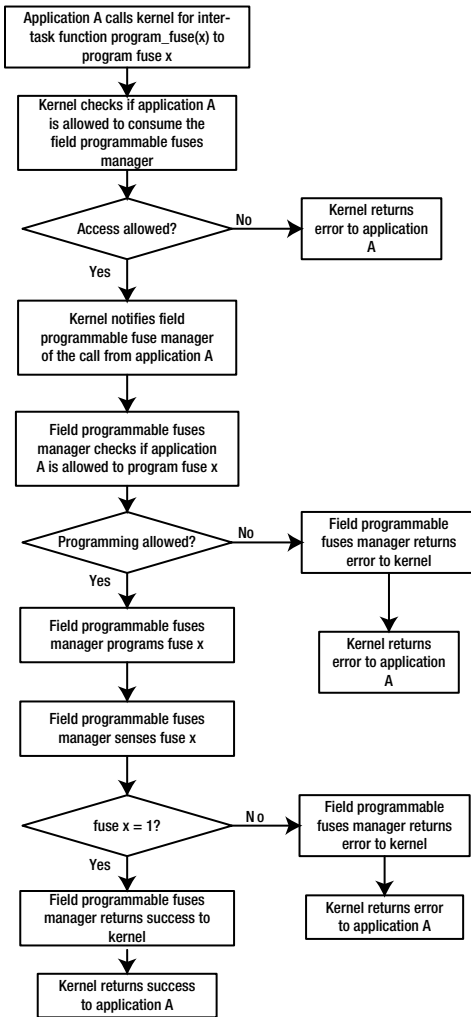 Application A calls kernel for inter-
task function program_fuse(x) to
program fuse x
Kernel checks if application A
is allowed to consume the
field programmable fuses
manager
Access allowed?
No
Kernel returns
error to application
A
Yes
Kernel notifies field
programmable fuse manager
of the call from application A
Field programmable fuses
manager checks if application
A is allowed to program fuse x
Programming allowed?
No
Field programmable
fuses manager returns
error to kernel
Yes
Kernel returns
error to application
A
Field programmable fuses
manager programs fuse x
Field programmable fuses
manager senses fuse x
fuse x = 1?
No
Field programmable
fuses manager returns
error to kernel
Yes
Kernel returns error
to application A
Field programmable fuses
manager returns success to
kernel
Kernel returns success
to application A